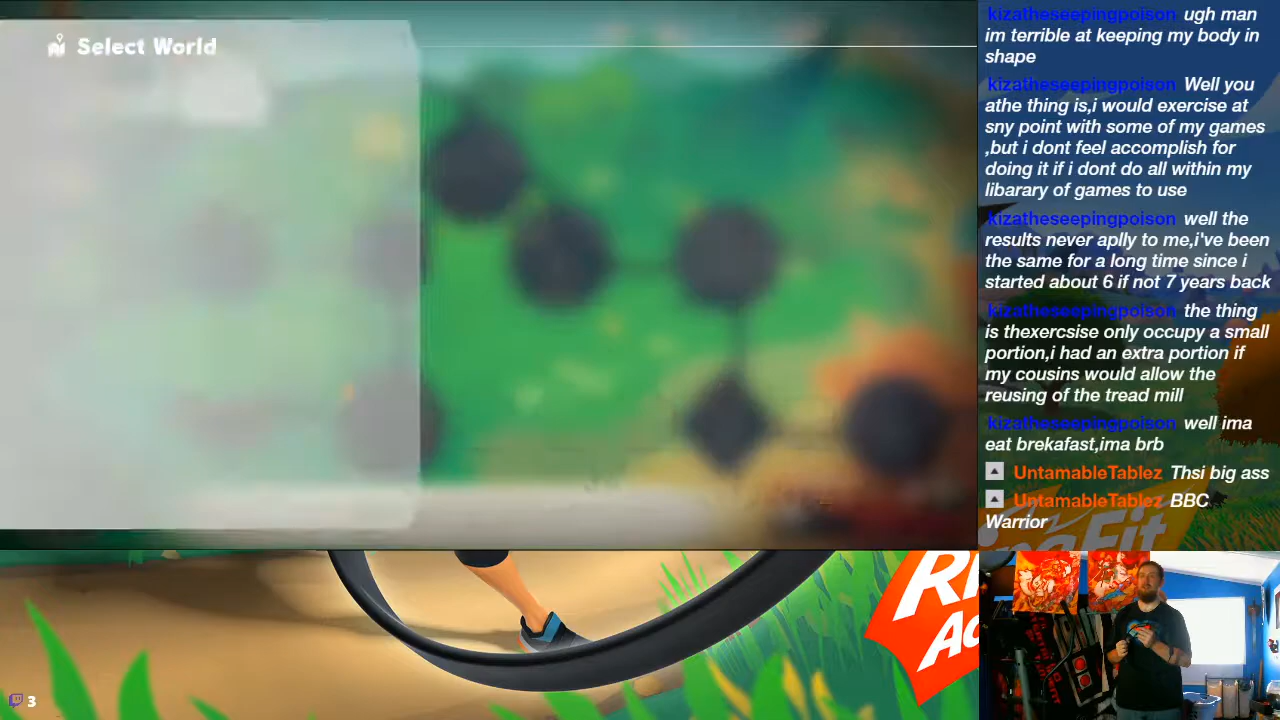 Select World
kizatheseepingpoison ugh man
im terrible at keeping my body in
shape
kizatheseepingpoison Well you
athe thing is,i would exercise at
sny point with some of my games
,but i dont feel accomplish for
doing it if i dont do all within my
libarary of games to use
kizatheseepingpoison well the
results never aplly to me,i've been
the same for a long time since i
started about 6 if not 7 years back
kizatheseepingpoison the thing
is thexercsise only occupy a small
portion,i had an extra portion if
my cousins would allow the
reusing of the tread mill
kizatheseepingpoison well ima
eat brekafast,ima brb
UntamableTablez Thsi big ass
UntamableTablez BBC
Warrior
3